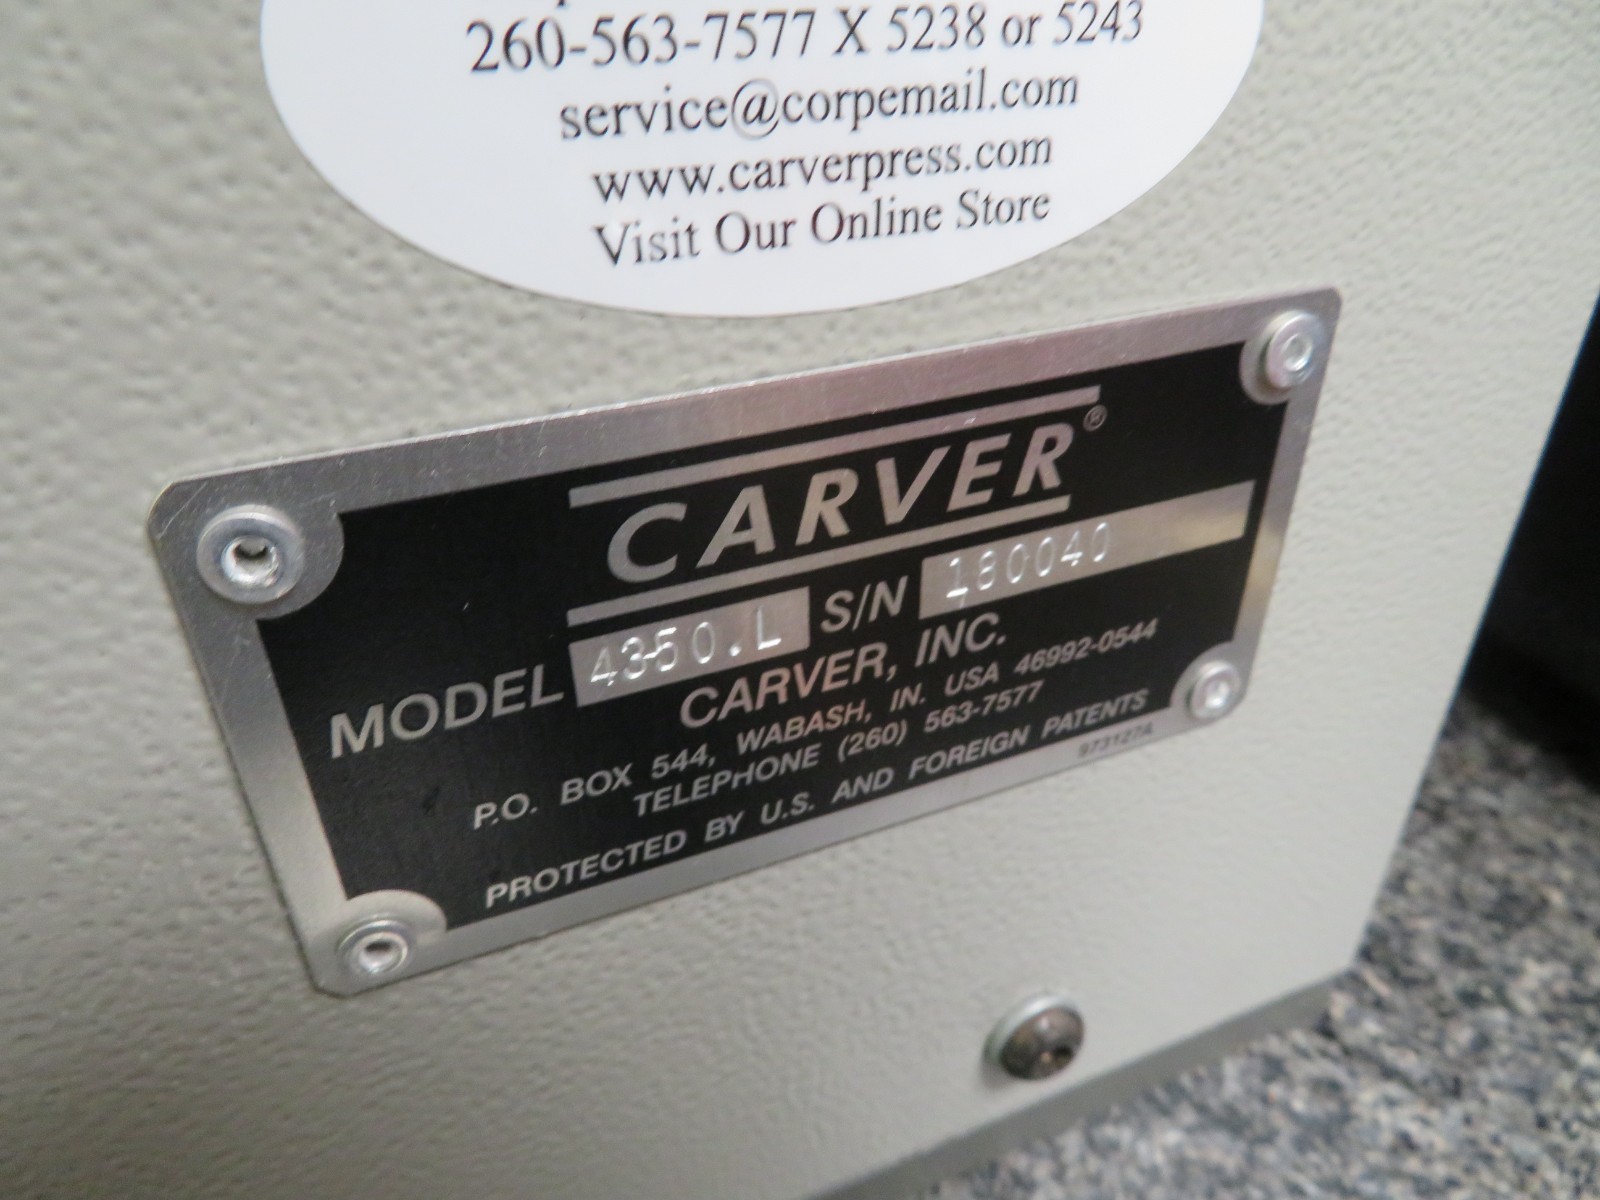 260-563-7577 X 5238 or 5243
service@corpemail.com
www.carverpress.com
Visit Our Online Store
CARVER®
MODEL 4350.L S/N 180040
CARVER, INC.
P.O. BOX 544, WABASH, IN. USA 46992-0544
TELEPHONE (260) 563-7577
PROTECTED BY U.S. AND FOREIGN PATENTS
973127A